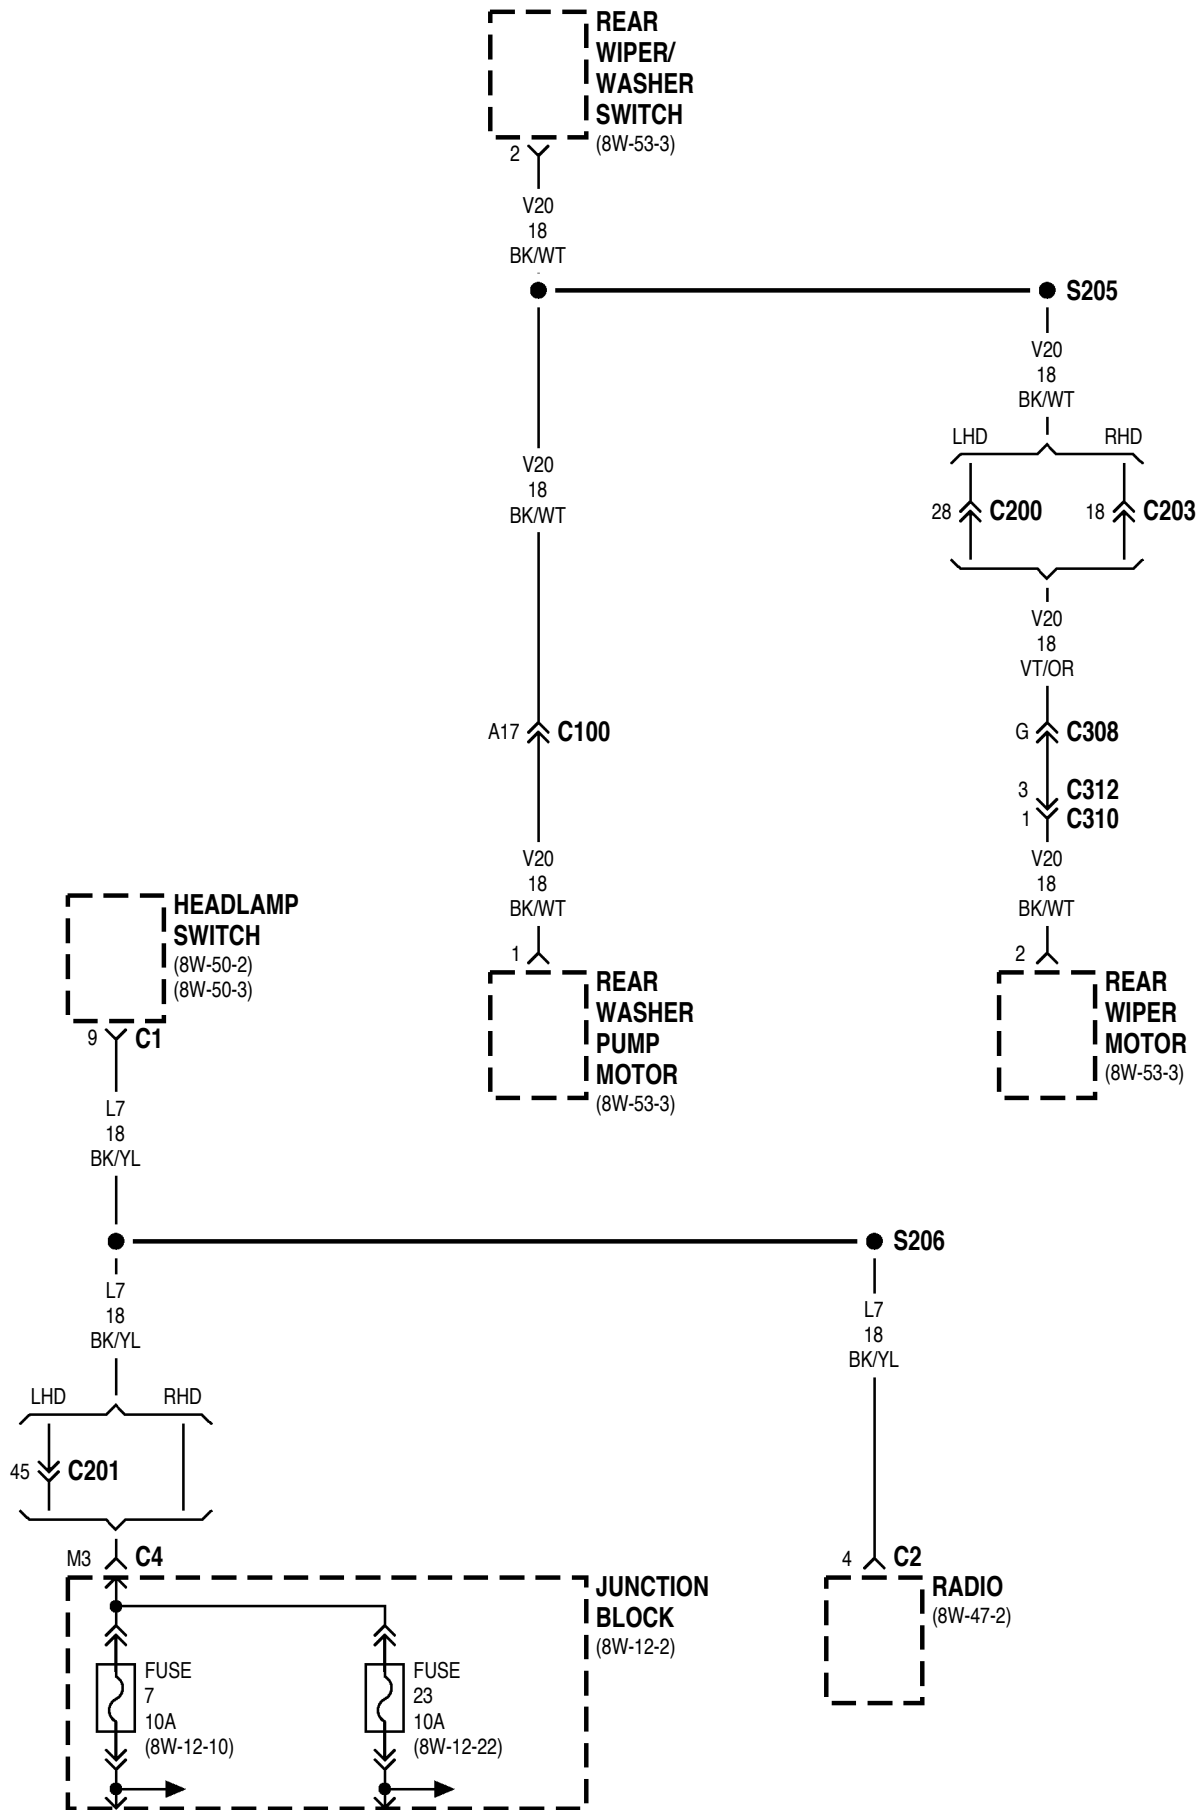 REAR
WIPER/
WASHER
SWITCH
(8W-53-3)
2
V20
18
BK/WT
S205
V20
18
BK/WT
LHD
RHD
V20
18
BK/WT
28
C200
18
C203
V20
18
VT/OR
A17
C100
G
C308
3
C312
1
C310
V20
18
BK/WT
V20
18
BK/WT
HEADLAMP
SWITCH
(8W-50-2)
(8W-50-3)
1
2
REAR
WASHER
PUMP
MOTOR
(8W-53-3)
REAR
WIPER
MOTOR
(8W-53-3)
9
C1
L7
18
BK/YL
S206
L7
18
BK/YL
L7
18
BK/YL
LHD
RHD
45
C201
M3
C4
4
C2
JUNCTION
BLOCK
(8W-12-2)
RADIO
(8W-47-2)
FUSE
7
10A
(8W-12-10)
FUSE
23
10A
(8W-12-22)